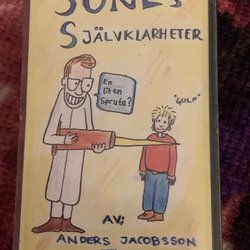 SUNES
SJÄLVKLARHETER
En
liten
Spruta?
"GULP"
AV:
ANDERS JACOBSSON